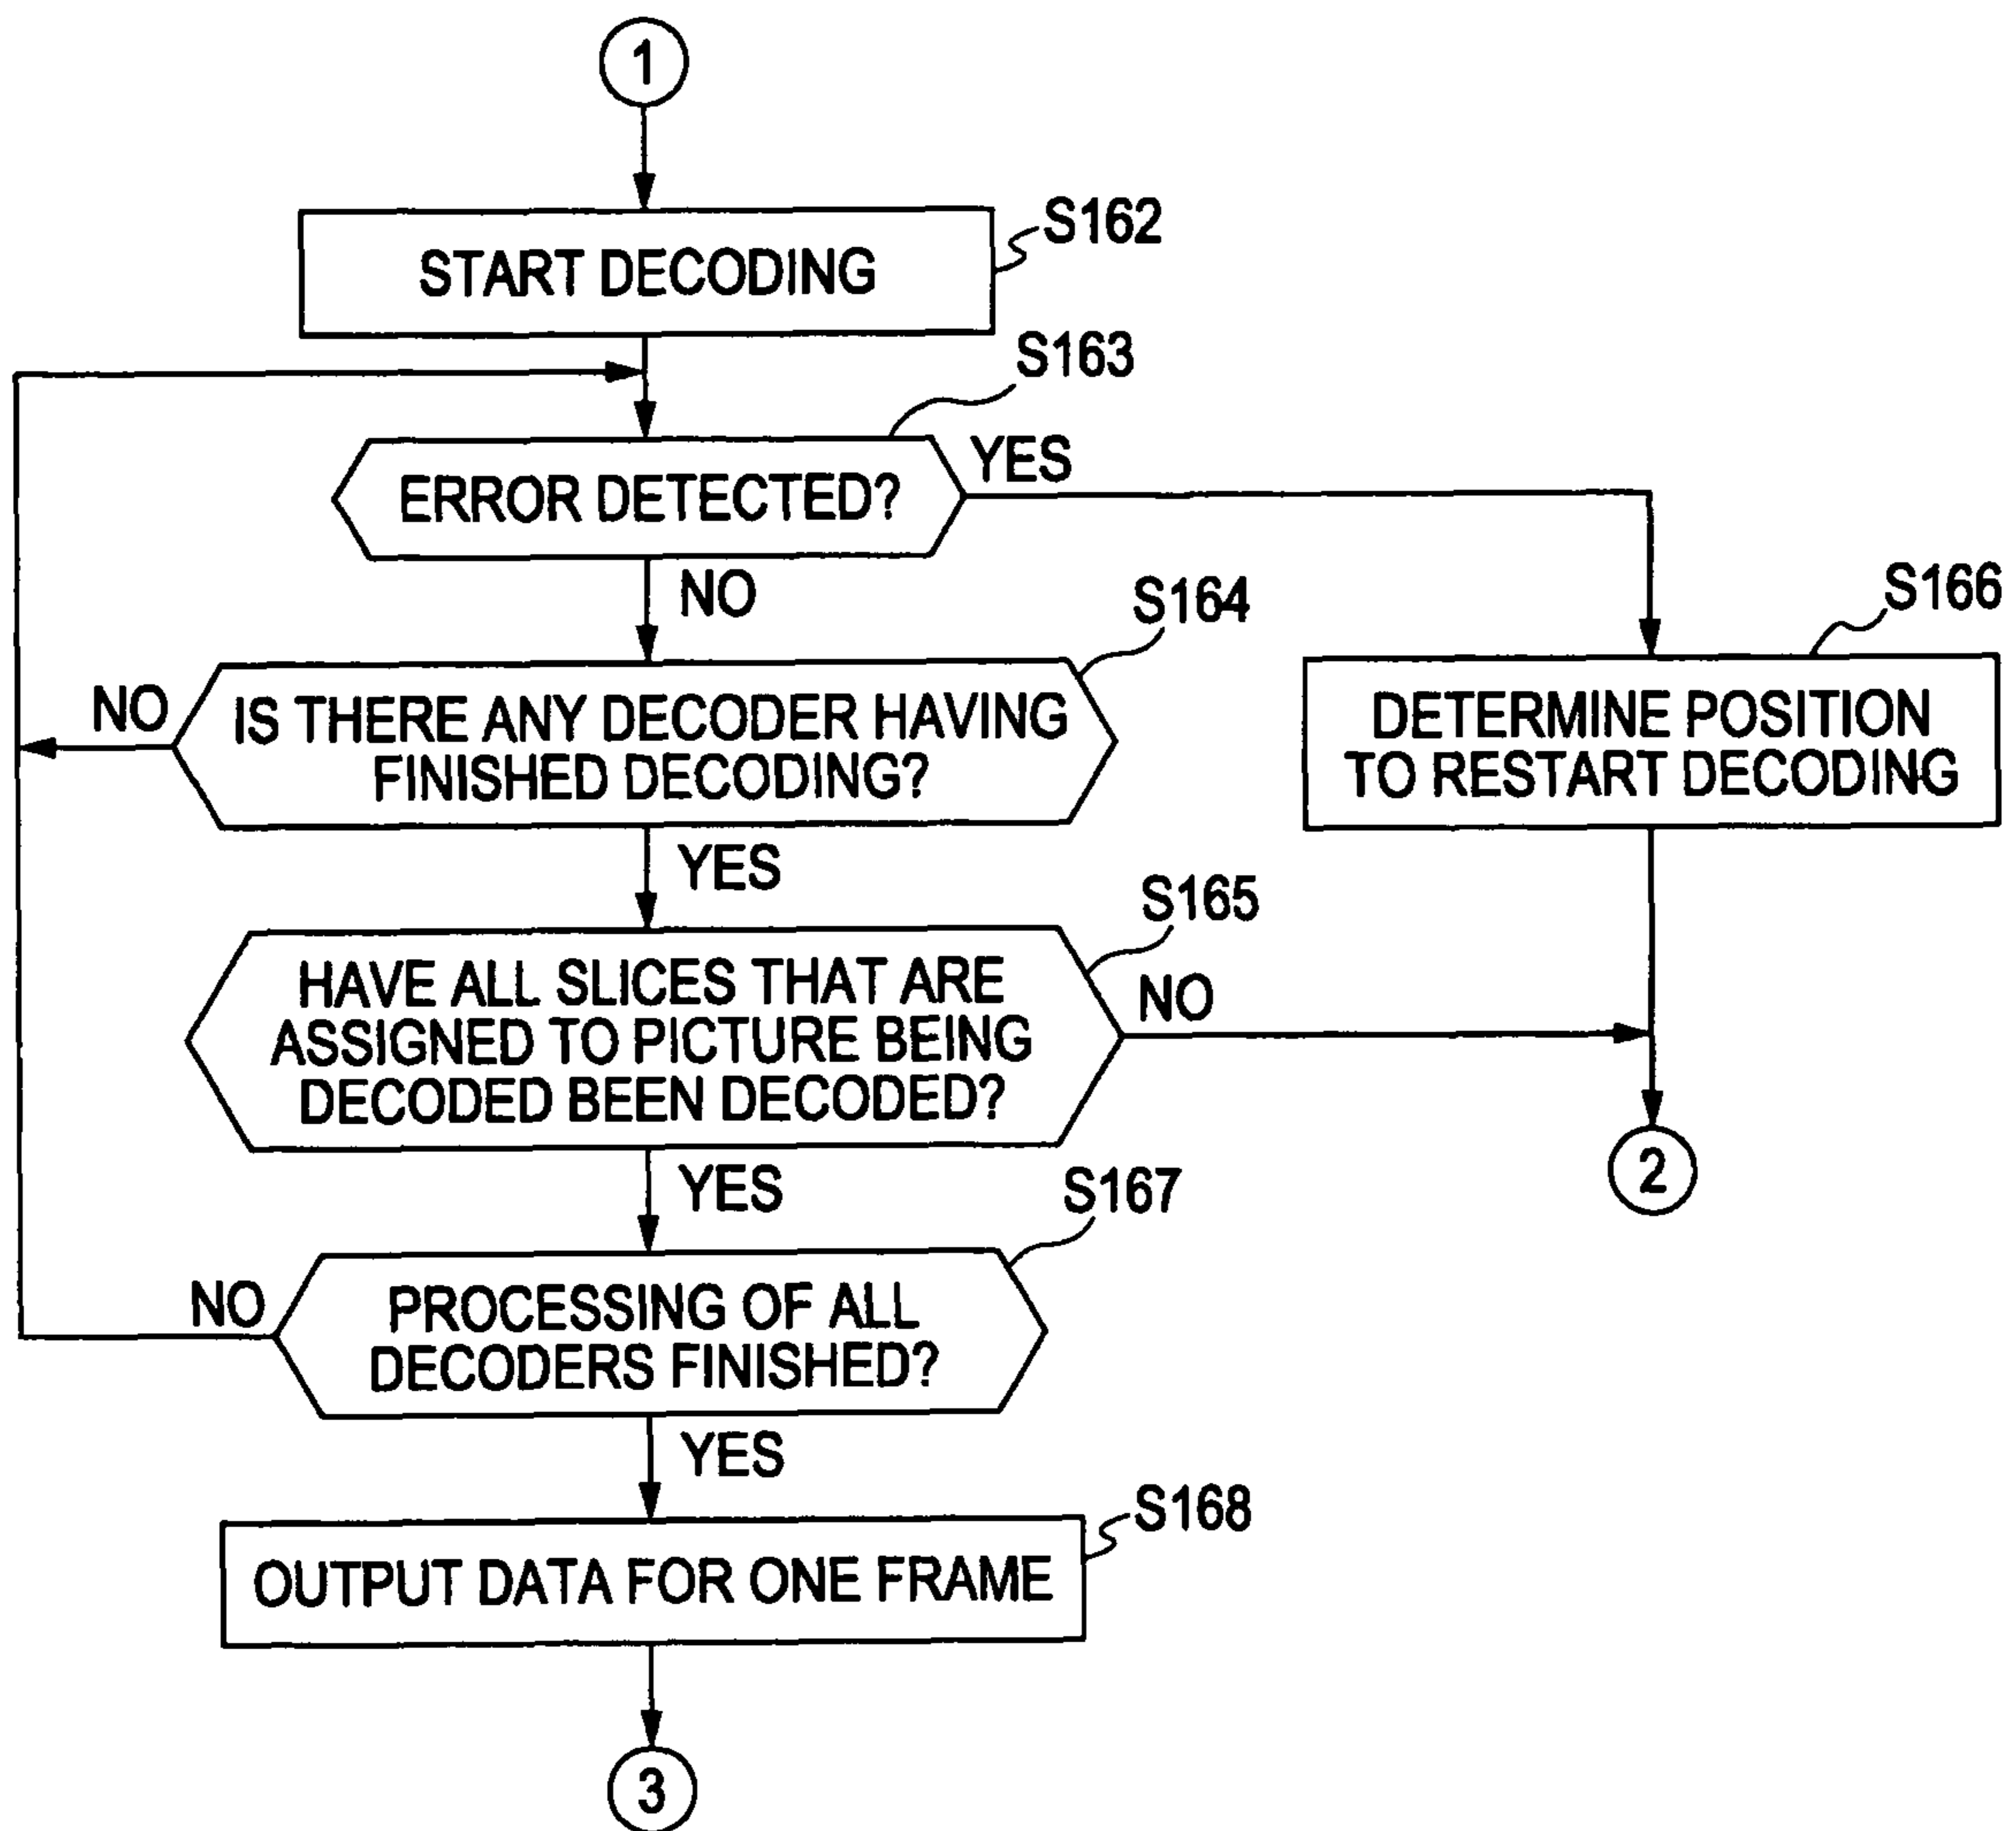 1
START DECODING
S162
S163
ERROR DETECTED?
YES
NO
S164
IS THERE ANY DECODER HAVING
FINISHED DECODING?
NO
YES
S166
DETERMINE POSITION
TO RESTART DECODING
S165
HAVE ALL SLICES THAT ARE
ASSIGNED TO PICTURE BEING
DECODED BEEN DECODED?
NO
YES
2
S167
PROCESSING OF ALL
DECODERS FINISHED?
NO
YES
S168
OUTPUT DATA FOR ONE FRAME
3